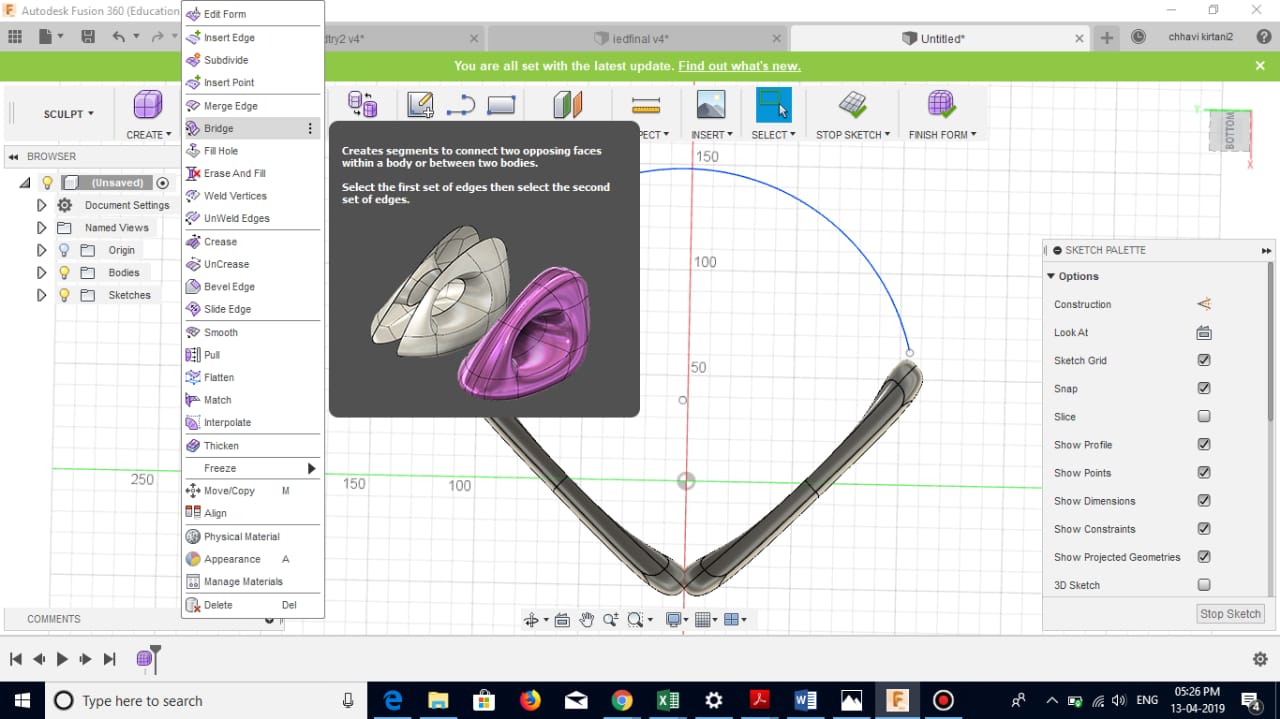 Autodesk Fusion 360 (Education
dtry2 v4*
iedfinal v4*
Untitled*
chhavi kirtani2
You are all set with the latest update. Find out what's new.
SCULPT
CREATE
INSERT
SELECT
STOP SKETCH
FINISH FORM
Edit Form
Insert Edge
Subdivide
Insert Point
Merge Edge
Bridge
Fill Hole
Erase And Fill
Weld Vertices
UnWeld Edges
Crease
UnCrease
Bevel Edge
Slide Edge
Smooth
Pull
Flatten
Match
Interpolate
Thicken
Freeze
Move/Copy M
Align
Physical Material
Appearance A
Manage Materials
Delete Del
Creates segments to connect two opposing faces
within a body or between two bodies.
Select the first set of edges then select the second
set of edges.
BROWSER
(Unsaved)
Document Settings
Named Views
Origin
Bodies
Sketches
PECT
150
100
50
250
150
100
BOTTOM
Y
X
SKETCH PALETTE
Options
Construction
Look At
Sketch Grid
Snap
Slice
Show Profile
Show Points
Show Dimensions
Show Constraints
Show Projected Geometries
3D Sketch
Stop Sketch
COMMENTS
Type here to search
ENG
05:26 PM
13-04-2019
4